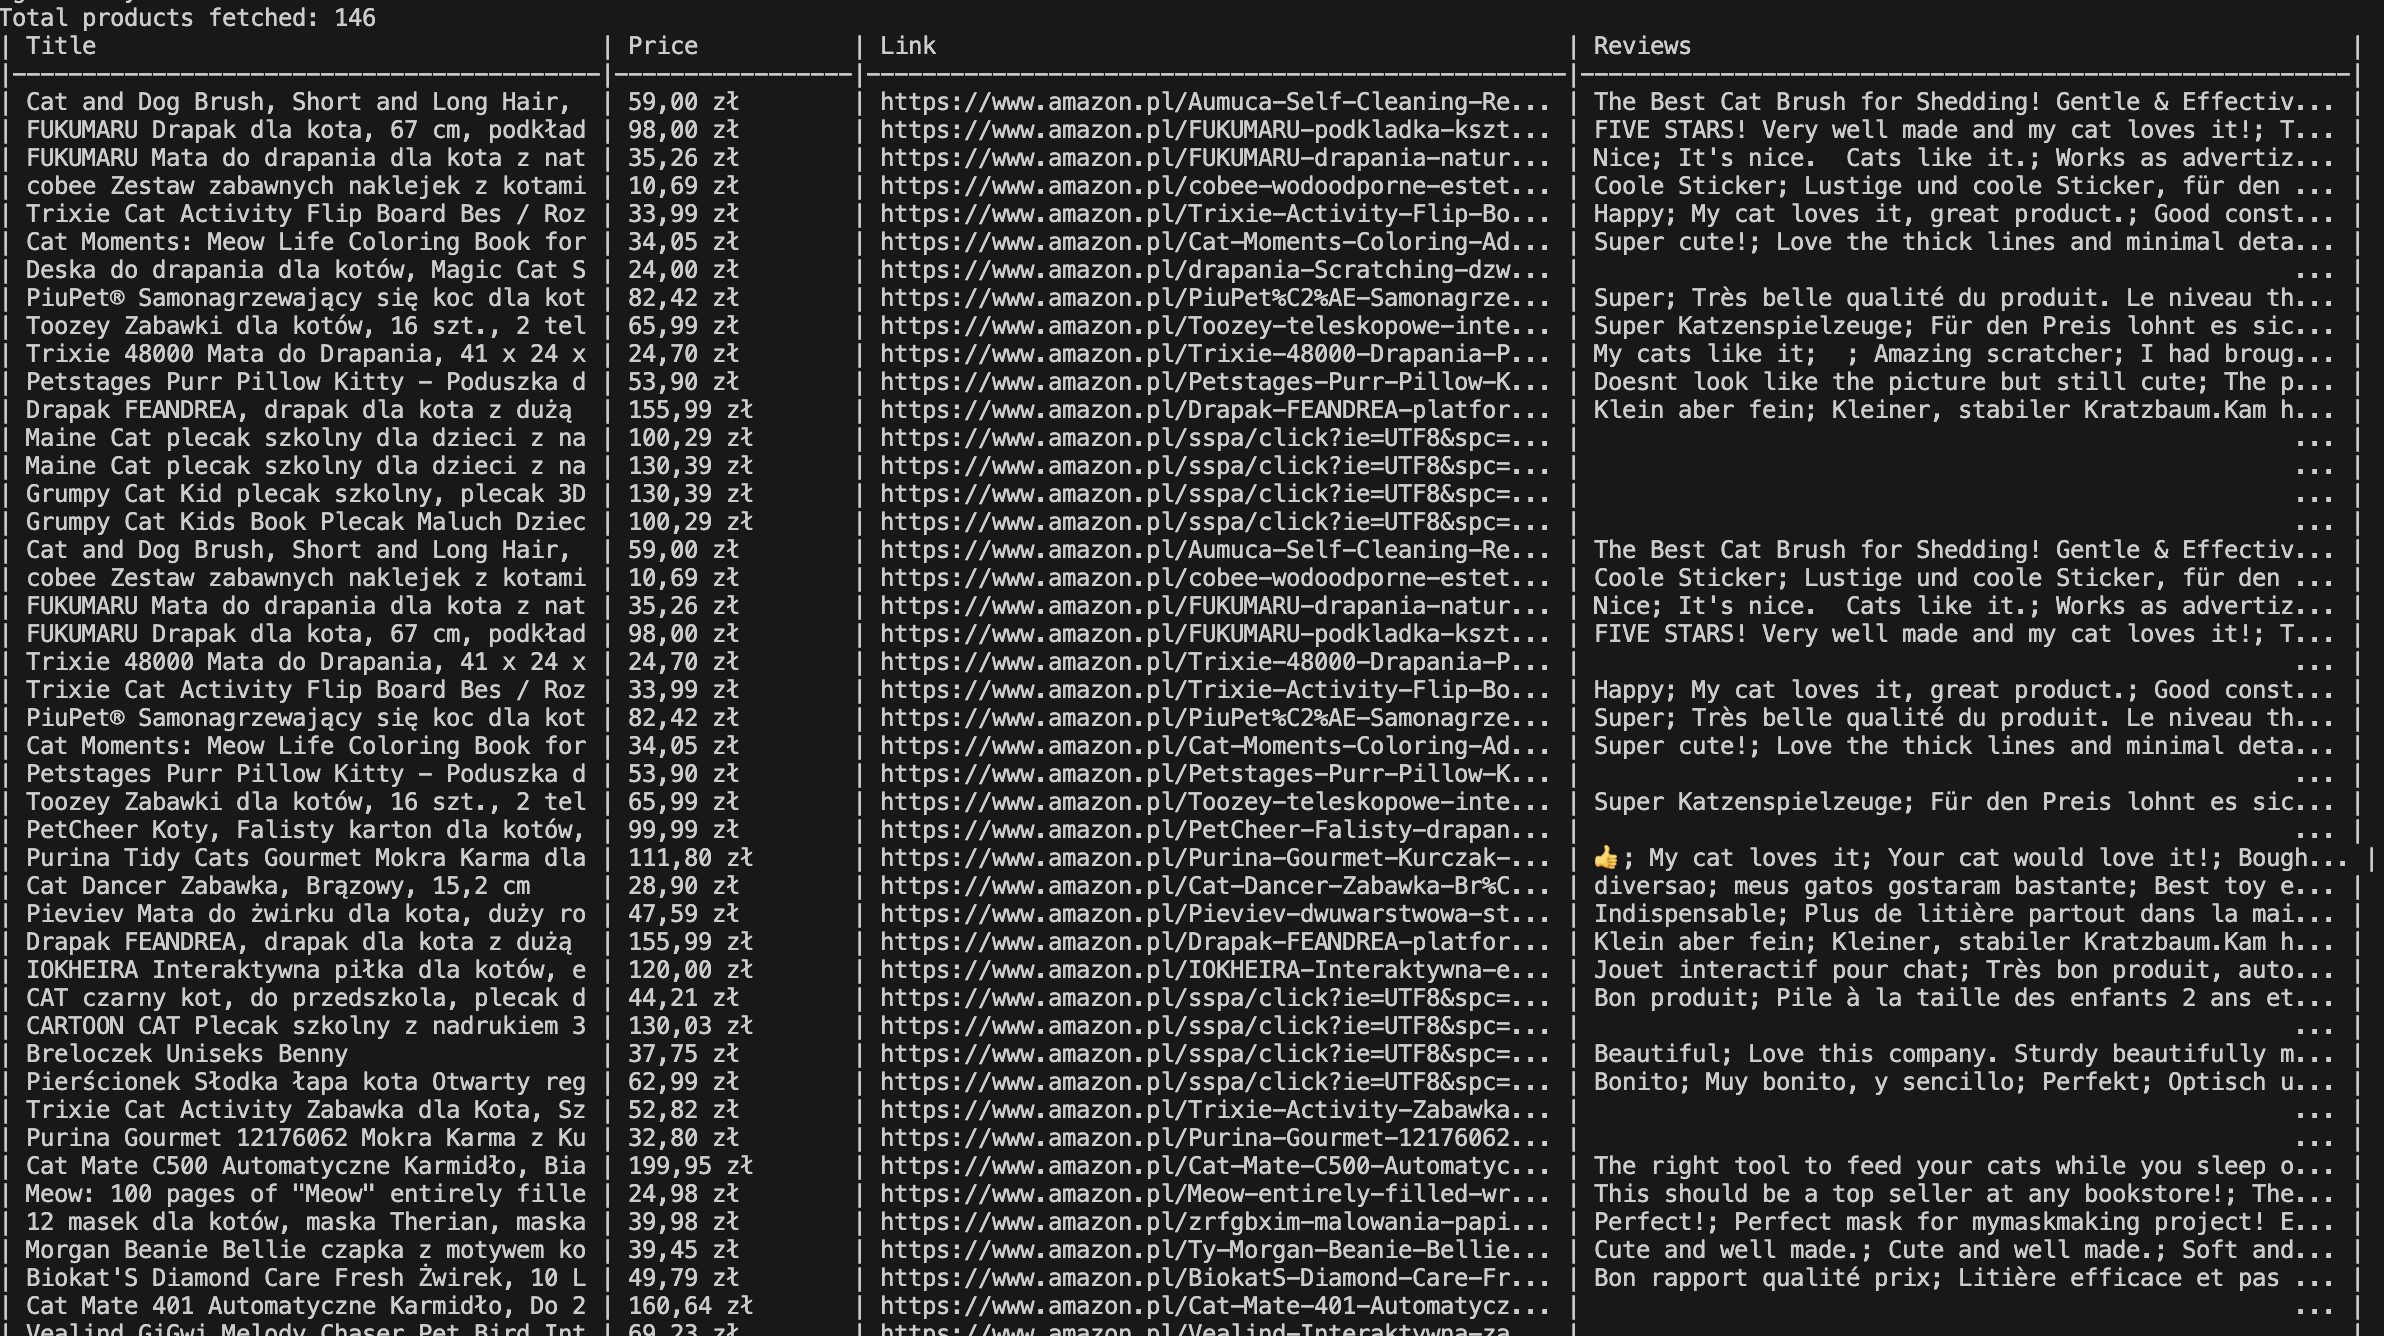 Total products fetched: 146
| Title | Price | Link | Reviews |
|------------------------------------------|-----------------|--------------------------------------------------|-------------------------------------------------------|
| Cat and Dog Brush, Short and Long Hair, | 59,00 zł | https://www.amazon.pl/Aumuca-Self-Cleaning-Re... | The Best Cat Brush for Shedding! Gentle & Effectiv... |
| FUKUMARU Drapak dla kota, 67 cm, podkład | 98,00 zł | https://www.amazon.pl/FUKUMARU-podkladka-kszt... | FIVE STARS! Very well made and my cat loves it!; T... |
| FUKUMARU Mata do drapania dla kota z nat | 35,26 zł | https://www.amazon.pl/FUKUMARU-drapania-natur... | Nice; It's nice.  Cats like it.; Works as advertiz... |
| cobee Zestaw zabawnych naklejek z kotami | 10,69 zł | https://www.amazon.pl/cobee-wodoodporne-estet... | Coole Sticker; Lustige und coole Sticker, für den ... |
| Trixie Cat Activity Flip Board Bes / Roz | 33,99 zł | https://www.amazon.pl/Trixie-Activity-Flip-Bo... | Happy; My cat loves it, great product.; Good const... |
| Cat Moments: Meow Life Coloring Book for | 34,05 zł | https://www.amazon.pl/Cat-Moments-Coloring-Ad... | Super cute!; Love the thick lines and minimal deta... |
| Deska do drapania dla kotów, Magic Cat S | 24,00 zł | https://www.amazon.pl/drapania-Scratching-dzw... | ... |
| PiuPet® Samonagrzewający się koc dla kot | 82,42 zł | https://www.amazon.pl/PiuPet%C2%AE-Samonagrze... | Super; Très belle qualité du produit. Le niveau th... |
| Toozey Zabawki dla kotów, 16 szt., 2 tel | 65,99 zł | https://www.amazon.pl/Toozey-teleskopowe-inte... | Super Katzenspielzeuge; Für den Preis lohnt es sic... |
| Trixie 48000 Mata do Drapania, 41 x 24 x | 24,70 zł | https://www.amazon.pl/Trixie-48000-Drapania-P... | My cats like it;  ; Amazing scratcher; I had broug... |
| Petstages Purr Pillow Kitty – Poduszka d | 53,90 zł | https://www.amazon.pl/Petstages-Purr-Pillow-K... | Doesnt look like the picture but still cute; The p... |
| Drapak FEANDREA, drapak dla kota z dużą | 155,99 zł | https://www.amazon.pl/Drapak-FEANDREA-platfor... | Klein aber fein; Kleiner, stabiler Kratzbaum.Kam h... |
| Maine Cat plecak szkolny dla dzieci z na | 100,29 zł | https://www.amazon.pl/sspa/click?ie=UTF8&spc=... | ... |
| Maine Cat plecak szkolny dla dzieci z na | 130,39 zł | https://www.amazon.pl/sspa/click?ie=UTF8&spc=... | ... |
| Grumpy Cat Kid plecak szkolny, plecak 3D | 130,39 zł | https://www.amazon.pl/sspa/click?ie=UTF8&spc=... | ... |
| Grumpy Cat Kids Book Plecak Maluch Dziec | 100,29 zł | https://www.amazon.pl/sspa/click?ie=UTF8&spc=... | ... |
| Cat and Dog Brush, Short and Long Hair, | 59,00 zł | https://www.amazon.pl/Aumuca-Self-Cleaning-Re... | The Best Cat Brush for Shedding! Gentle & Effectiv... |
| cobee Zestaw zabawnych naklejek z kotami | 10,69 zł | https://www.amazon.pl/cobee-wodoodporne-estet... | Coole Sticker; Lustige und coole Sticker, für den ... |
| FUKUMARU Mata do drapania dla kota z nat | 35,26 zł | https://www.amazon.pl/FUKUMARU-drapania-natur... | Nice; It's nice.  Cats like it.; Works as advertiz... |
| FUKUMARU Drapak dla kota, 67 cm, podkład | 98,00 zł | https://www.amazon.pl/FUKUMARU-podkladka-kszt... | FIVE STARS! Very well made and my cat loves it!; T... |
| Trixie 48000 Mata do Drapania, 41 x 24 x | 24,70 zł | https://www.amazon.pl/Trixie-48000-Drapania-P... | ... |
| Trixie Cat Activity Flip Board Bes / Roz | 33,99 zł | https://www.amazon.pl/Trixie-Activity-Flip-Bo... | Happy; My cat loves it, great product.; Good const... |
| PiuPet® Samonagrzewający się koc dla kot | 82,42 zł | https://www.amazon.pl/PiuPet%C2%AE-Samonagrze... | Super; Très belle qualité du produit. Le niveau th... |
| Cat Moments: Meow Life Coloring Book for | 34,05 zł | https://www.amazon.pl/Cat-Moments-Coloring-Ad... | Super cute!; Love the thick lines and minimal deta... |
| Petstages Purr Pillow Kitty – Poduszka d | 53,90 zł | https://www.amazon.pl/Petstages-Purr-Pillow-K... | ... |
| Toozey Zabawki dla kotów, 16 szt., 2 tel | 65,99 zł | https://www.amazon.pl/Toozey-teleskopowe-inte... | Super Katzenspielzeuge; Für den Preis lohnt es sic... |
| PetCheer Koty, Falisty karton dla kotów, | 99,99 zł | https://www.amazon.pl/PetCheer-Falisty-drapan... | ... |
| Purina Tidy Cats Gourmet Mokra Karma dla | 111,80 zł | https://www.amazon.pl/Purina-Gourmet-Kurczak-... | 👍; My cat loves it; Your cat would love it!; Bough... |
| Cat Dancer Zabawka, Brązowy, 15,2 cm | 28,90 zł | https://www.amazon.pl/Cat-Dancer-Zabawka-Br%C... | diversao; meus gatos gostaram bastante; Best toy e... |
| Pieviev Mata do żwirku dla kota, duży ro | 47,59 zł | https://www.amazon.pl/Pieviev-dwuwarstwowa-st... | Indispensable; Plus de litière partout dans la mai... |
| Drapak FEANDREA, drapak dla kota z dużą | 155,99 zł | https://www.amazon.pl/Drapak-FEANDREA-platfor... | Klein aber fein; Kleiner, stabiler Kratzbaum.Kam h... |
| IOKHEIRA Interaktywna piłka dla kotów, e | 120,00 zł | https://www.amazon.pl/IOKHEIRA-Interaktywna-e... | Jouet interactif pour chat; Très bon produit, auto... |
| CAT czarny kot, do przedszkola, plecak d | 44,21 zł | https://www.amazon.pl/sspa/click?ie=UTF8&spc=... | Bon produit; Pile à la taille des enfants 2 ans et... |
| CARTOON CAT Plecak szkolny z nadrukiem 3 | 130,03 zł | https://www.amazon.pl/sspa/click?ie=UTF8&spc=... | ... |
| Breloczek Uniseks Benny | 37,75 zł | https://www.amazon.pl/sspa/click?ie=UTF8&spc=... | Beautiful; Love this company. Sturdy beautifully m... |
| Pierścionek Słodka łapa kota Otwarty reg | 62,99 zł | https://www.amazon.pl/sspa/click?ie=UTF8&spc=... | Bonito; Muy bonito, y sencillo; Perfekt; Optisch u... |
| Trixie Cat Activity Zabawka dla Kota, Sz | 52,82 zł | https://www.amazon.pl/Trixie-Activity-Zabawka... | ... |
| Purina Gourmet 12176062 Mokra Karma z Ku | 32,80 zł | https://www.amazon.pl/Purina-Gourmet-12176062... | ... |
| Cat Mate C500 Automatyczne Karmidło, Bia | 199,95 zł | https://www.amazon.pl/Cat-Mate-C500-Automatyc... | The right tool to feed your cats while you sleep o... |
| Meow: 100 pages of "Meow" entirely fille | 24,98 zł | https://www.amazon.pl/Meow-entirely-filled-wr... | This should be a top seller at any bookstore!; The... |
| 12 masek dla kotów, maska Therian, maska | 39,98 zł | https://www.amazon.pl/zrfgbxim-malowania-papi... | Perfect!; Perfect mask for mymaskmaking project! E... |
| Morgan Beanie Bellie czapka z motywem ko | 39,45 zł | https://www.amazon.pl/Ty-Morgan-Beanie-Bellie... | Cute and well made.; Cute and well made.; Soft and... |
| Biokat'S Diamond Care Fresh Żwirek, 10 L | 49,79 zł | https://www.amazon.pl/BiokatS-Diamond-Care-Fr... | Bon rapport qualité prix; Litière efficace et pas ... |
| Cat Mate 401 Automatyczne Karmidło, Do 2 | 160,64 zł | https://www.amazon.pl/Cat-Mate-401-Automatycz... | ... |
| Vealind GiGwi Melody Chaser Pet Bird Int | 69,23 zł | https://www.amazon.pl/Vealind-Interaktywna-za